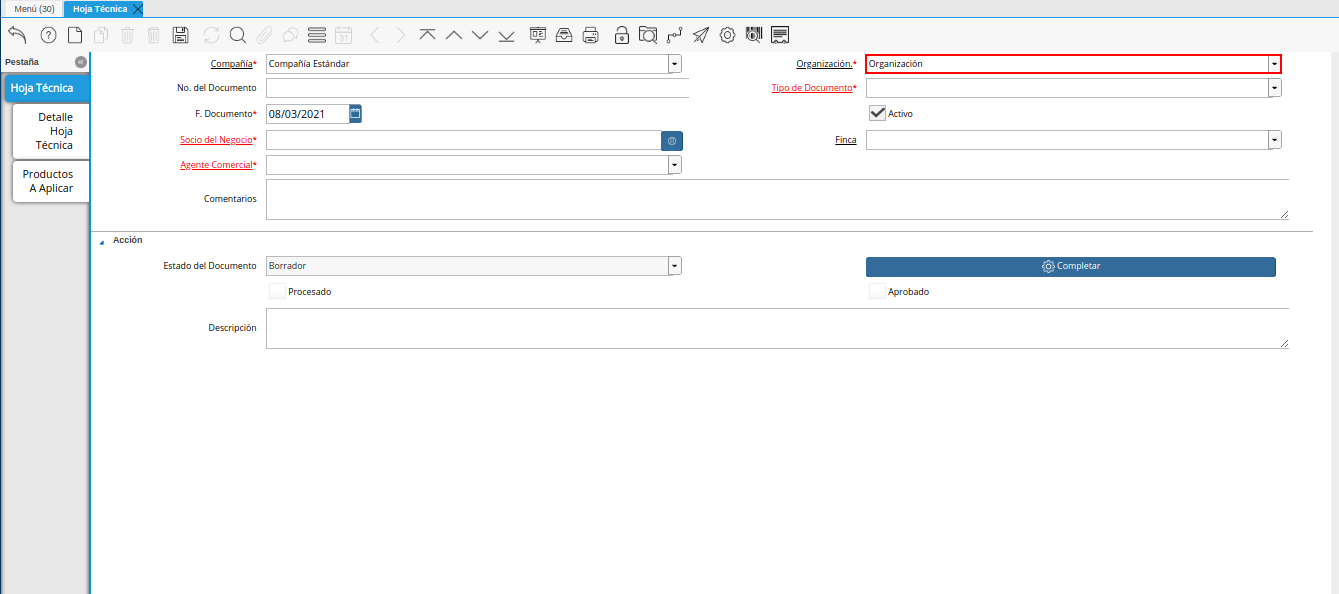 Menú (30)
Hoja Técnica
31
Pestaña
Hoja Técnica
Detalle
Hoja
Técnica
Productos
A Aplicar
Compañía* Compañía Estándar
Organización.* Organización
No. del Documento
Tipo de Documento*
F. Documento* 08/03/2021
Activo
Socio del Negocio*
Finca
Agente Comercial*
Comentarios
Acción
Estado del Documento Borrador
Completar
Procesado
Aprobado
Descripción